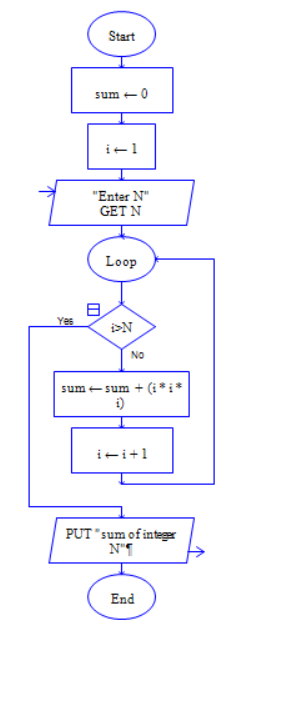 Start
sum ← 0
i ← 1
"Enter N"
GET N
Loop
Yes
i>N
No
sum ← sum + (i * i *
i)
i ← i + 1
PUT "sum of integer
N"¶
End